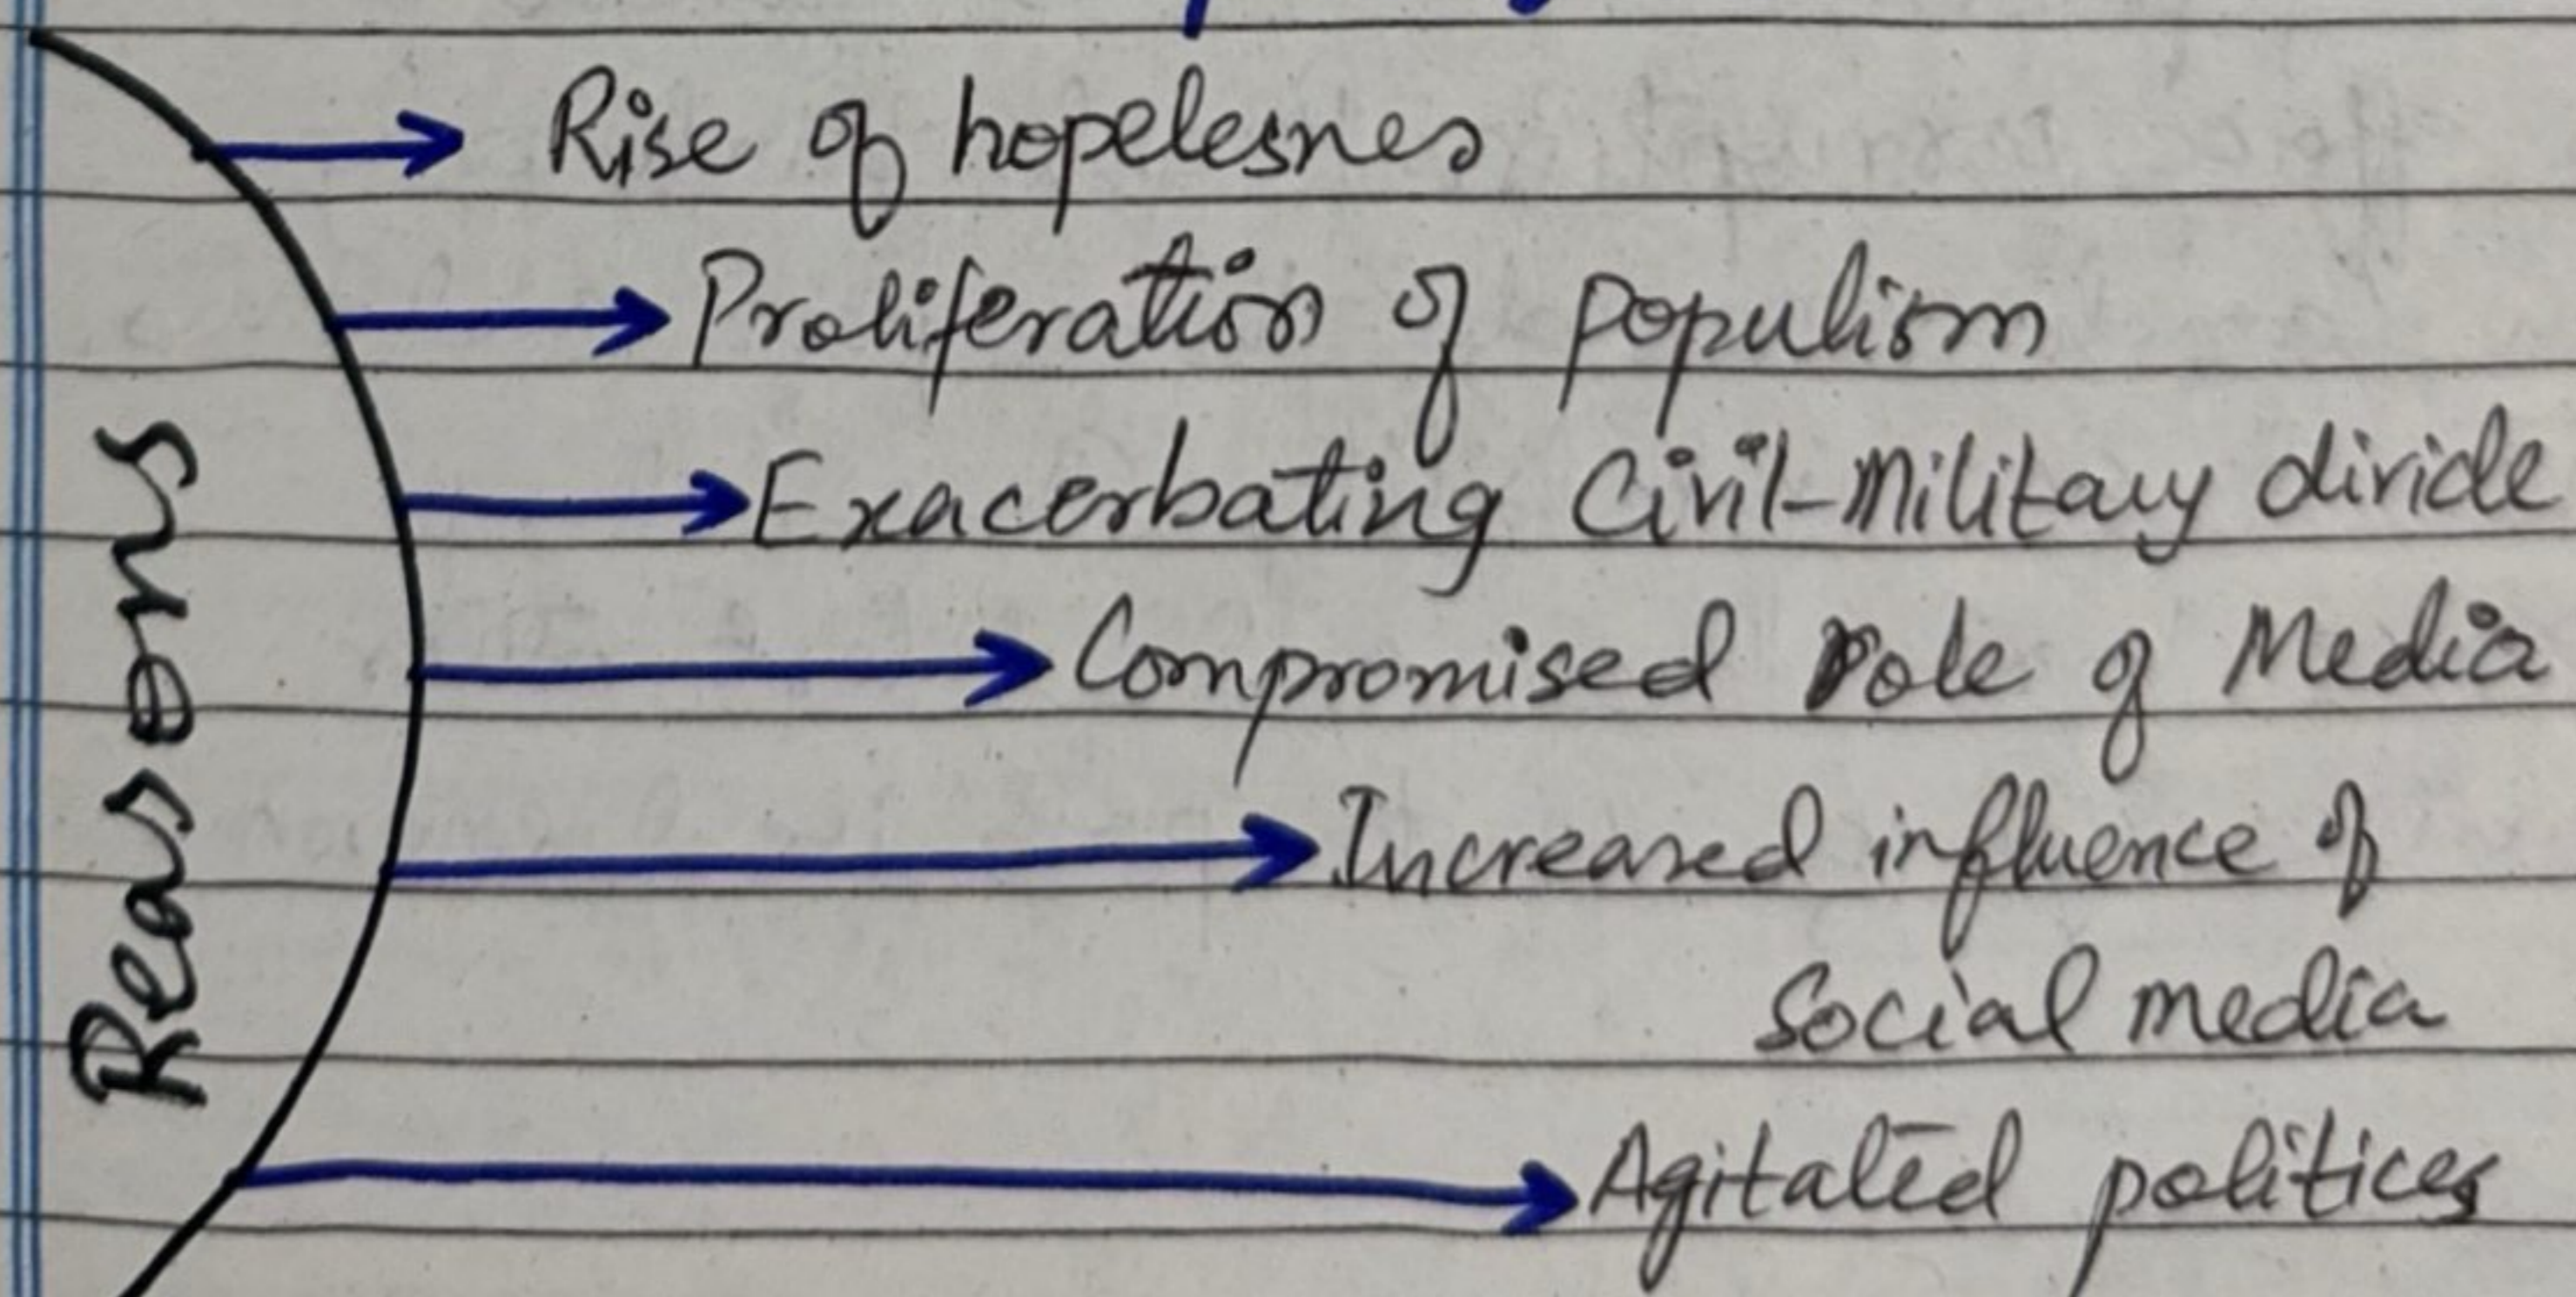 Reasons
Rise of hopelesnes
Proliferation of populism
Exacerbating Civil-Military divide
Compromised role of Media
Increased influence of
Social media
Agitated politices